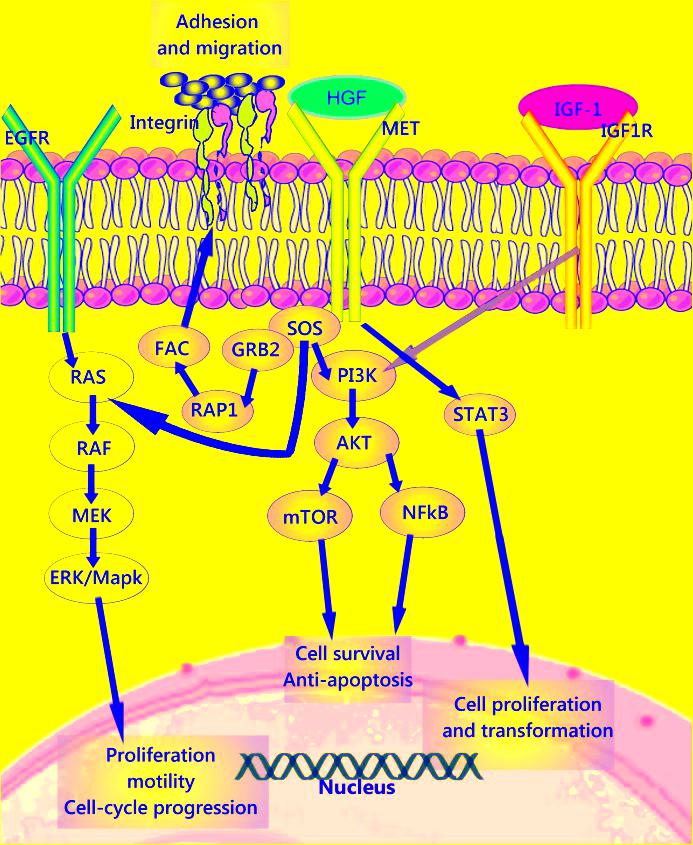 Adhesion
and migration
HGF
IGF-1
EGFR
Integrin
MET
IGF1R
SOS
FAC
GRB2
RAS
PI3K
RAP1
STAT3
RAF
AKT
MEK
mTOR
NFkB
ERK/Mapk
Cell survival
Anti-apoptosis
Cell proliferation
and transformation
Proliferation
motility
Cell-cycle progression
Nucleus